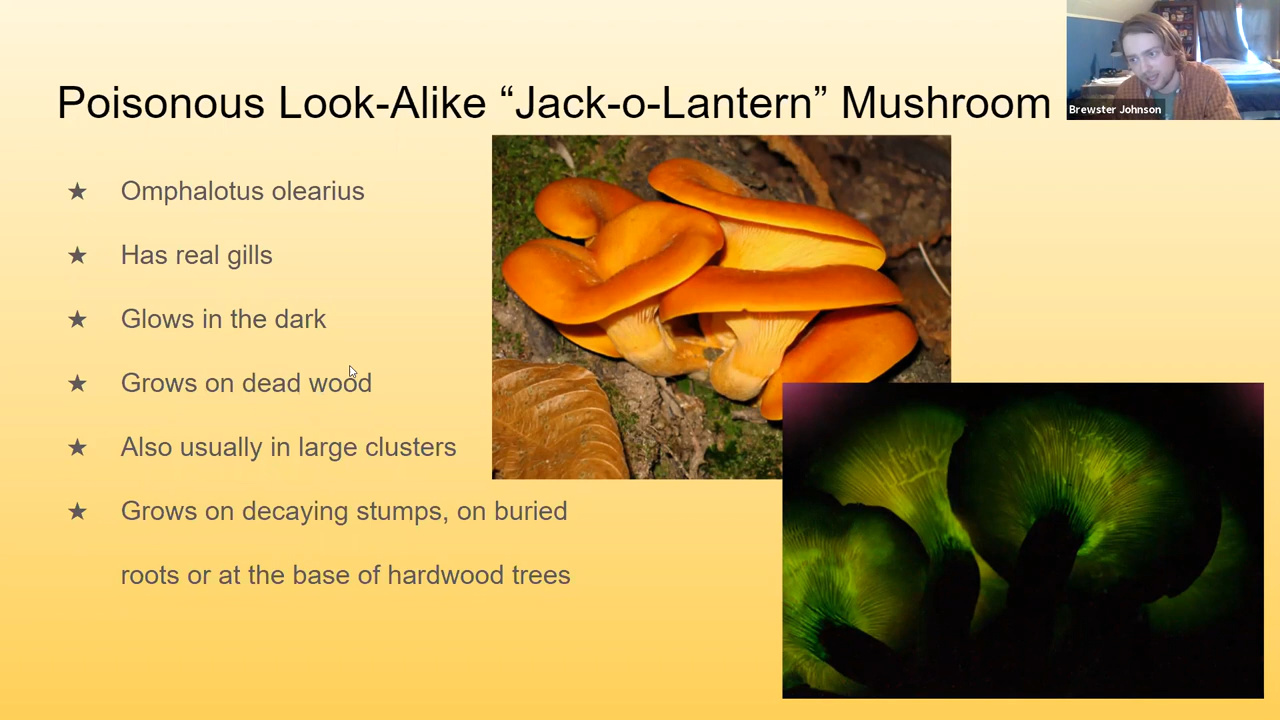 Poisonous Look-Alike “Jack-o-Lantern” Mushroom
Brewster Johnson
★ Omphalotus olearius
★ Has real gills
★ Glows in the dark
★ Grows on dead wood
★ Also usually in large clusters
★ Grows on decaying stumps, on buried
roots or at the base of hardwood trees